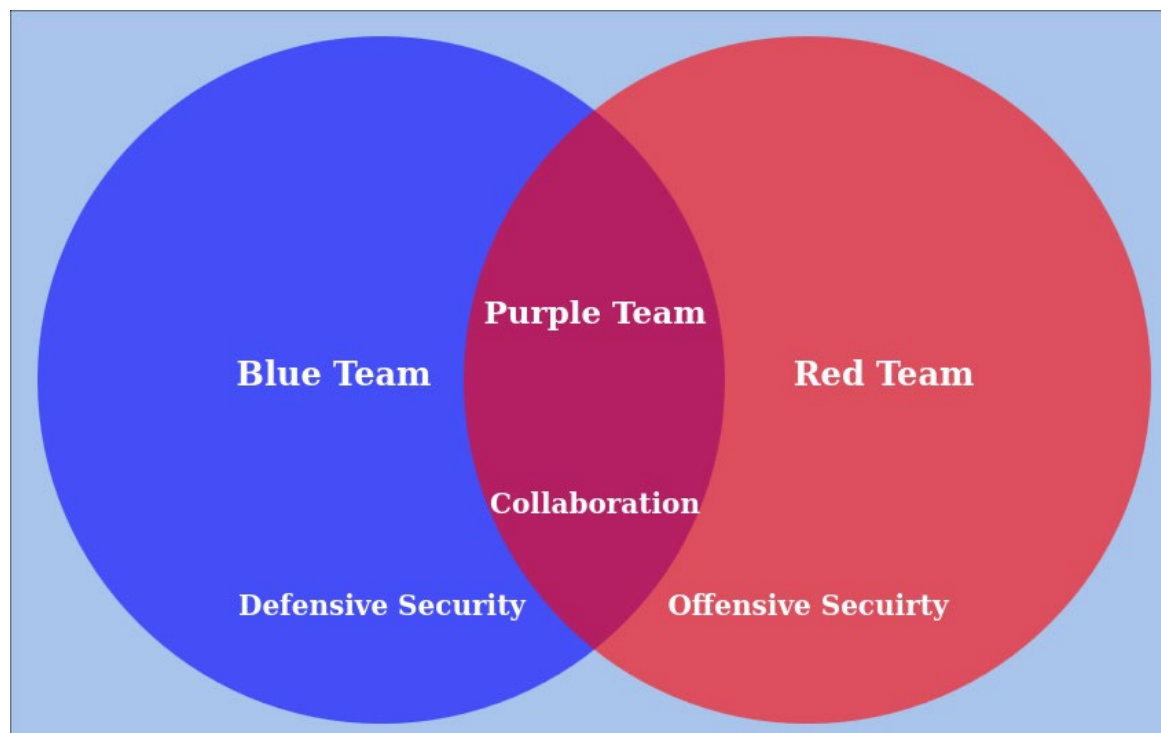 Purple Team
Blue Team
Red Team
Collaboration
Defensive Security
Offensive Secuirty